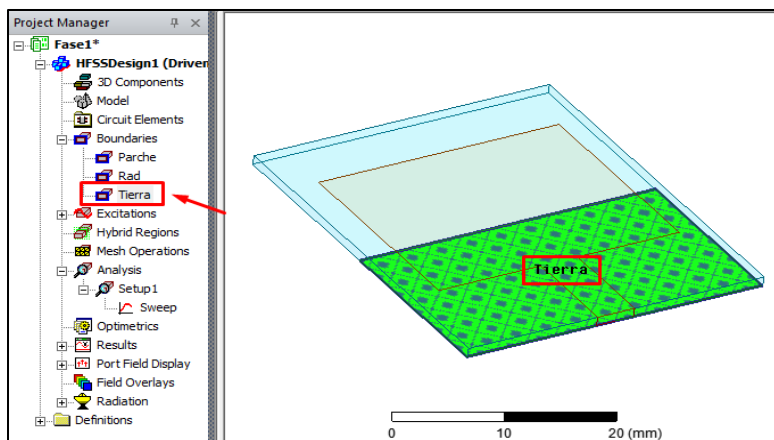 Project Manager
Fase1*
HFSSDesign1 (Driven
3D Components
Model
Circuit Elements
Boundaries
Parche
Rad
Tierra
Excitations
Hybrid Regions
Mesh Operations
Analysis
Setup1
Sweep
Optimetrics
Results
Port Field Display
Field Overlays
Radiation
Definitions
Tierra
0 10 20 (mm)